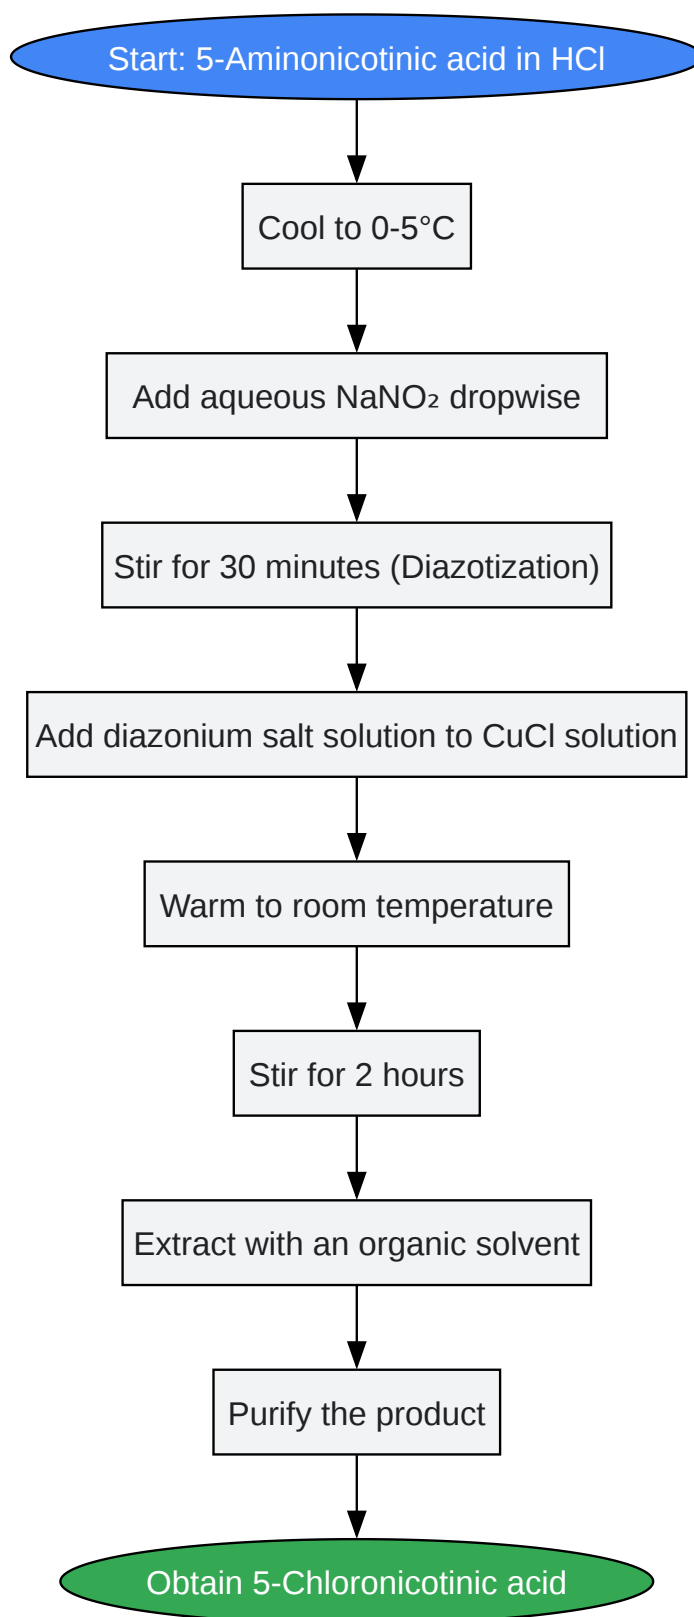 Start: 5-Aminonicotinic acid in HCl
Cool to 0-5°C
Add aqueous NaNO₂ dropwise
Stir for 30 minutes (Diazotization)
Add diazonium salt solution to CuCl solution
Warm to room temperature
Stir for 2 hours
Extract with an organic solvent
Purify the product
Obtain 5-Chloronicotinic acid